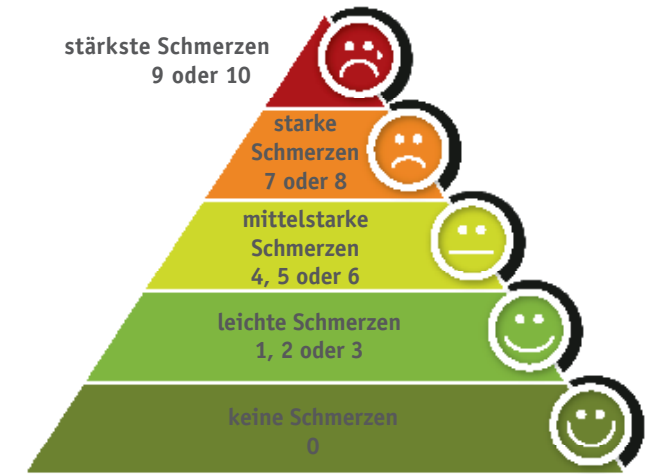 stärkste Schmerzen
9 oder 10
starke
Schmerzen
7 oder 8
mittelstarke
Schmerzen
4, 5 oder 6
leichte Schmerzen
1, 2 oder 3
keine Schmerzen
0